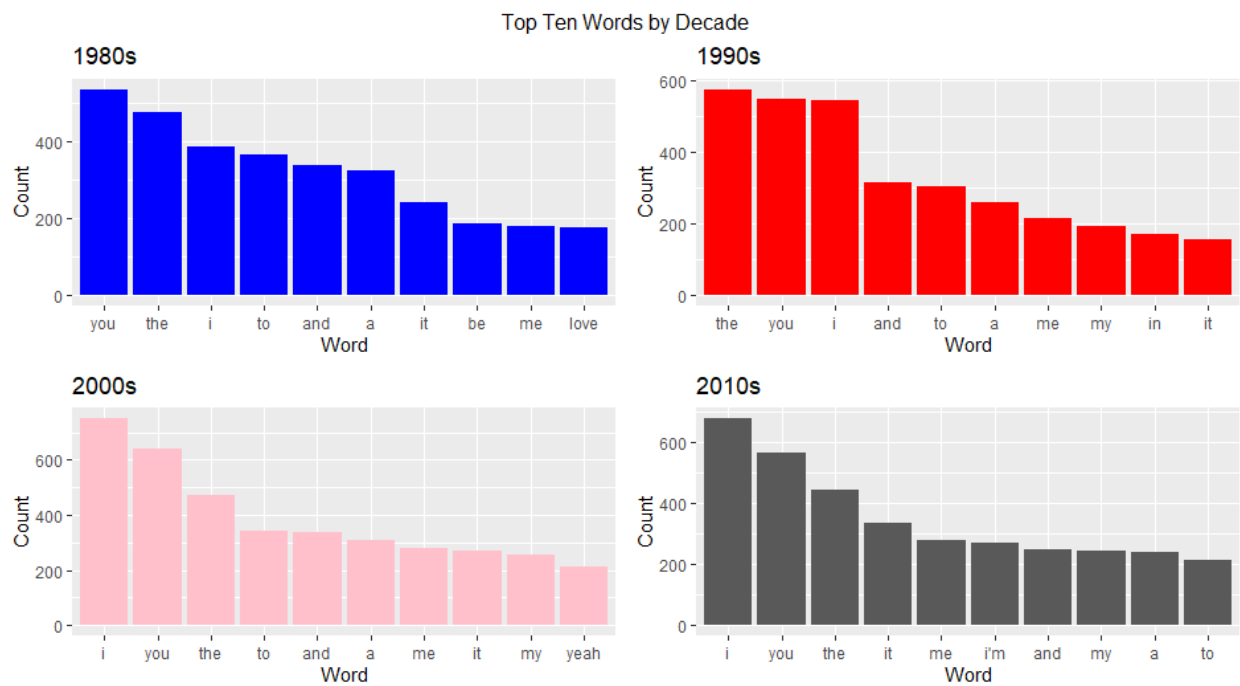 Top Ten Words by Decade
1980s
Count
400
200
0
you the i to and a it be me love
Word
1990s
Count
600
400
200
0
the you i and to a me my in it
Word
2000s
Count
600
400
200
0
i you the to and a me it my yeah
Word
2010s
Count
600
400
200
0
i you the it me i'm and my a to
Word